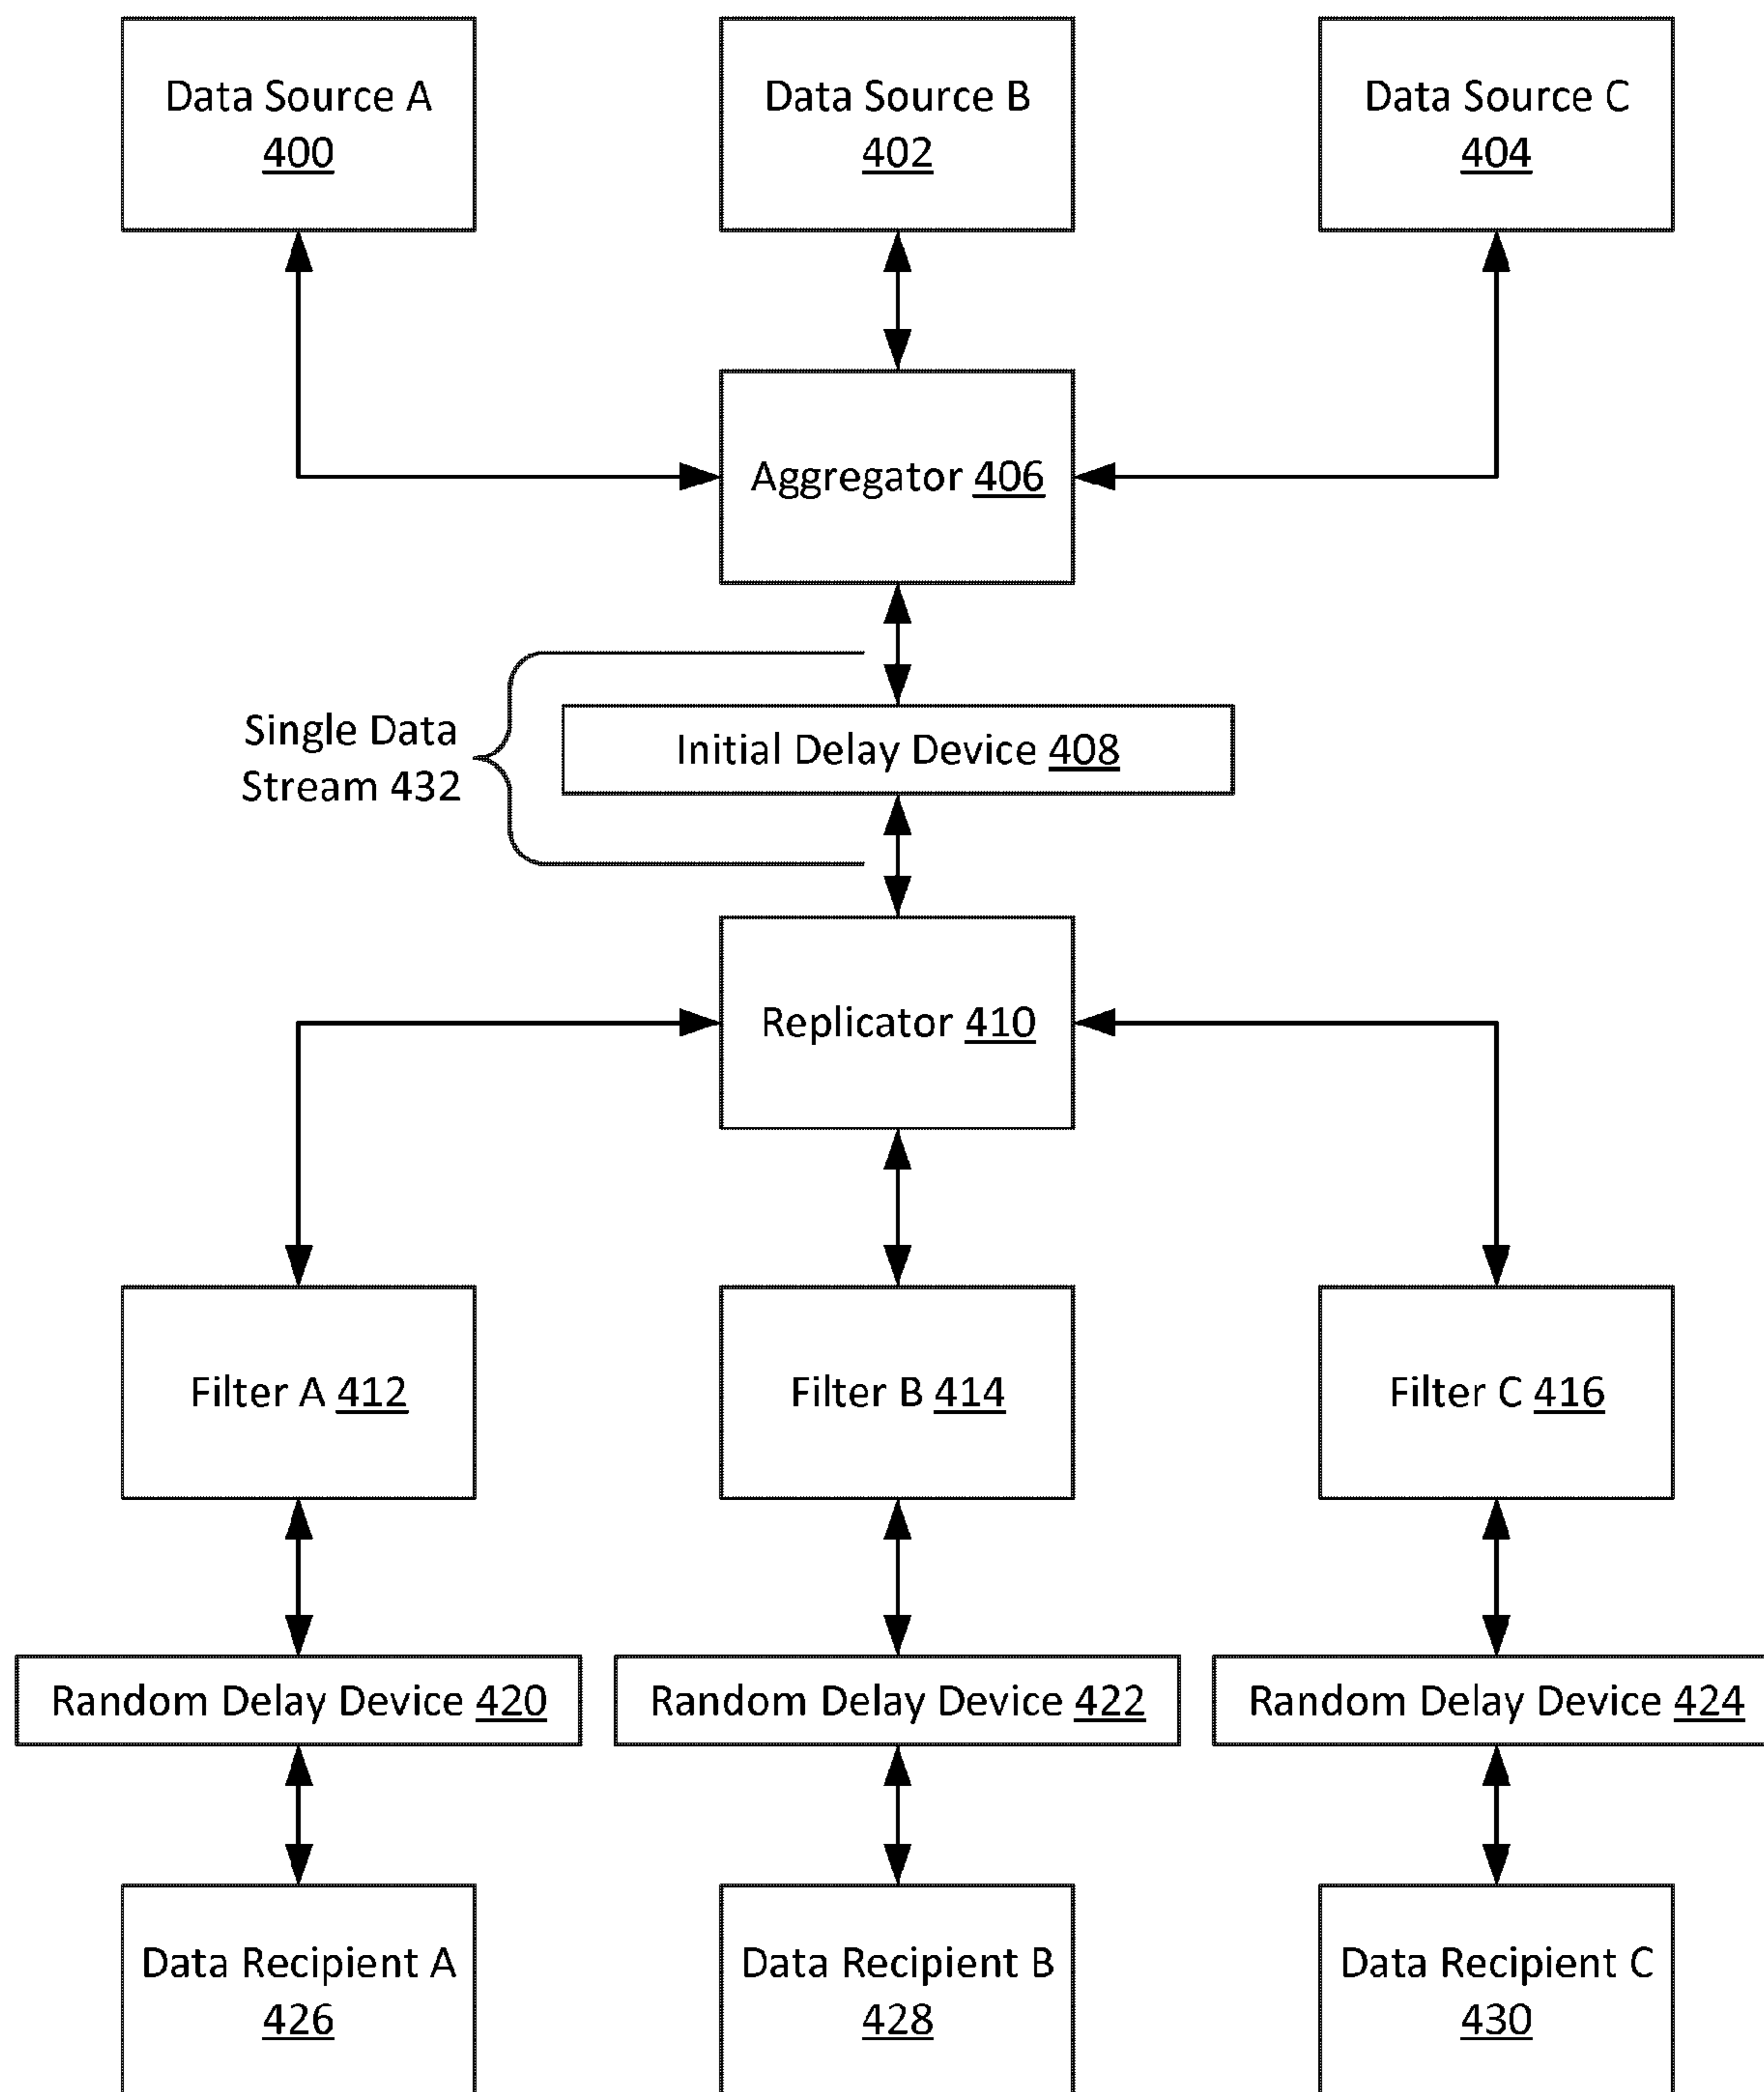 Data Source A
400
Data Source B
402
Data Source C
404
Aggregator 406
Single Data
Stream 432
Initial Delay Device 408
Replicator 410
Filter A 412
Filter B 414
Filter C 416
Random Delay Device 420
Random Delay Device 422
Random Delay Device 424
Data Recipient A
426
Data Recipient B
428
Data Recipient C
430